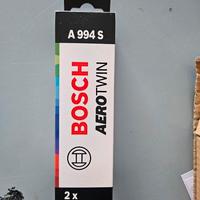 A 994 S
BOSCH
AEROTWIN
2 x